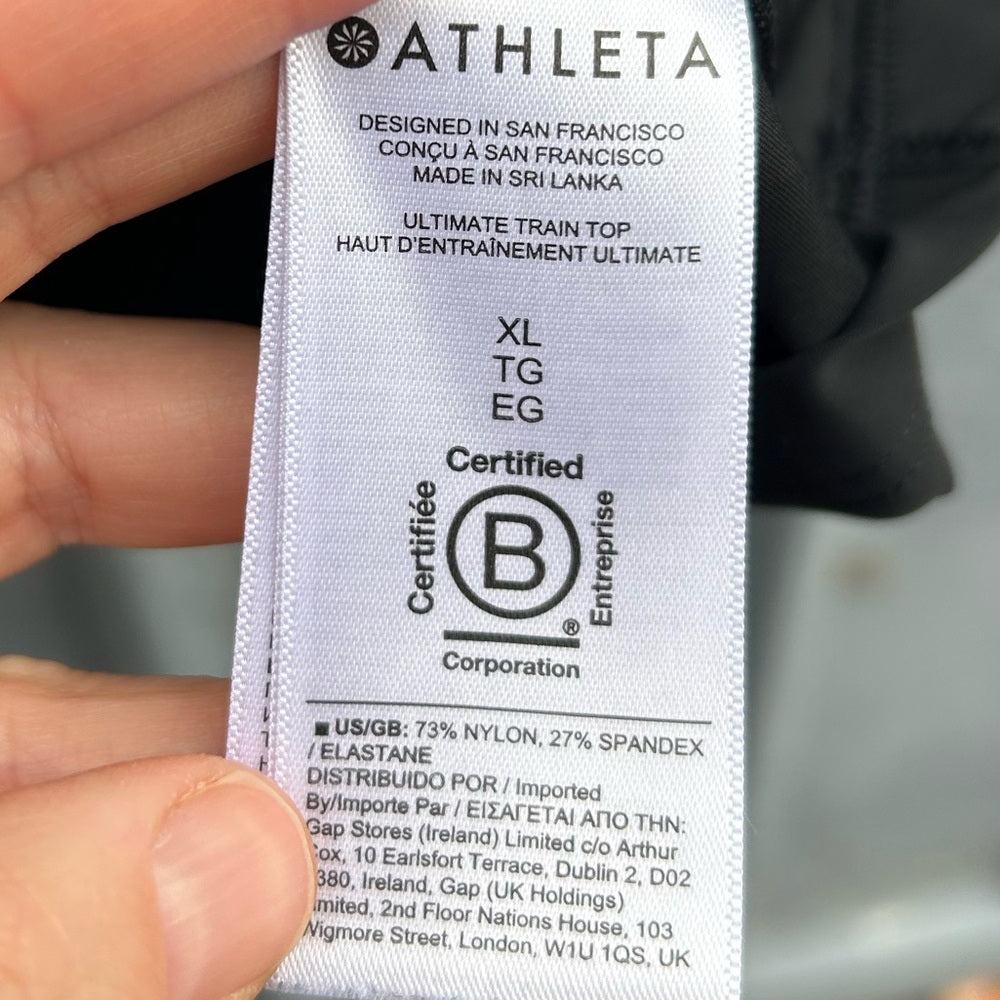 ATHLETA
DESIGNED IN SAN FRANCISCO
CONÇU À SAN FRANCISCO
MADE IN SRI LANKA
ULTIMATE TRAIN TOP
HAUT D'ENTRAÎNEMENT ULTIMATE
XL
TG
EG
Certified
Certifiée
B
Entreprise
®
Corporation
US/GB: 73% NYLON, 27% SPANDEX
/ ELASTANE
DISTRIBUIDO POR / Imported
By/Importe Par / ΕΙΣΑΓΕΤΑΙ ΑΠΟ ΤΗΝ:
Gap Stores (Ireland) Limited c/o Arthur
10 Earlsfort Terrace, Dublin 2, D02
Ireland, Gap (UK Holdings)
2nd Floor Nations House, 103
Wigmore Street, London, W1U 1QS, UK